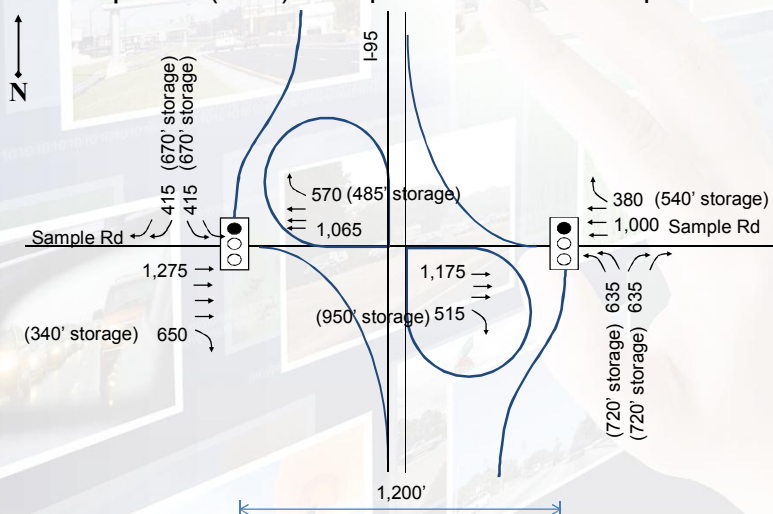 I-95
N
(670' storage)
(670' storage)
415
415
570 (485' storage)
1,065
380 (540' storage)
1,000 Sample Rd
Sample Rd
1,275
1,175
(950' storage) 515
(340' storage) 650
635
635
(720' storage)
(720' storage)
1,200'